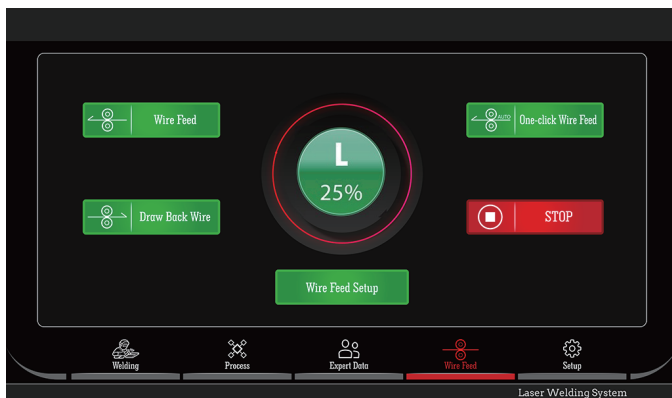 Wire Feed
AUTO
One-click Wire Feed
L
25%
Draw Back Wire
STOP
Wire Feed Setup
Welding
Process
Expert Data
Wire Feed
Setup
Laser Welding System